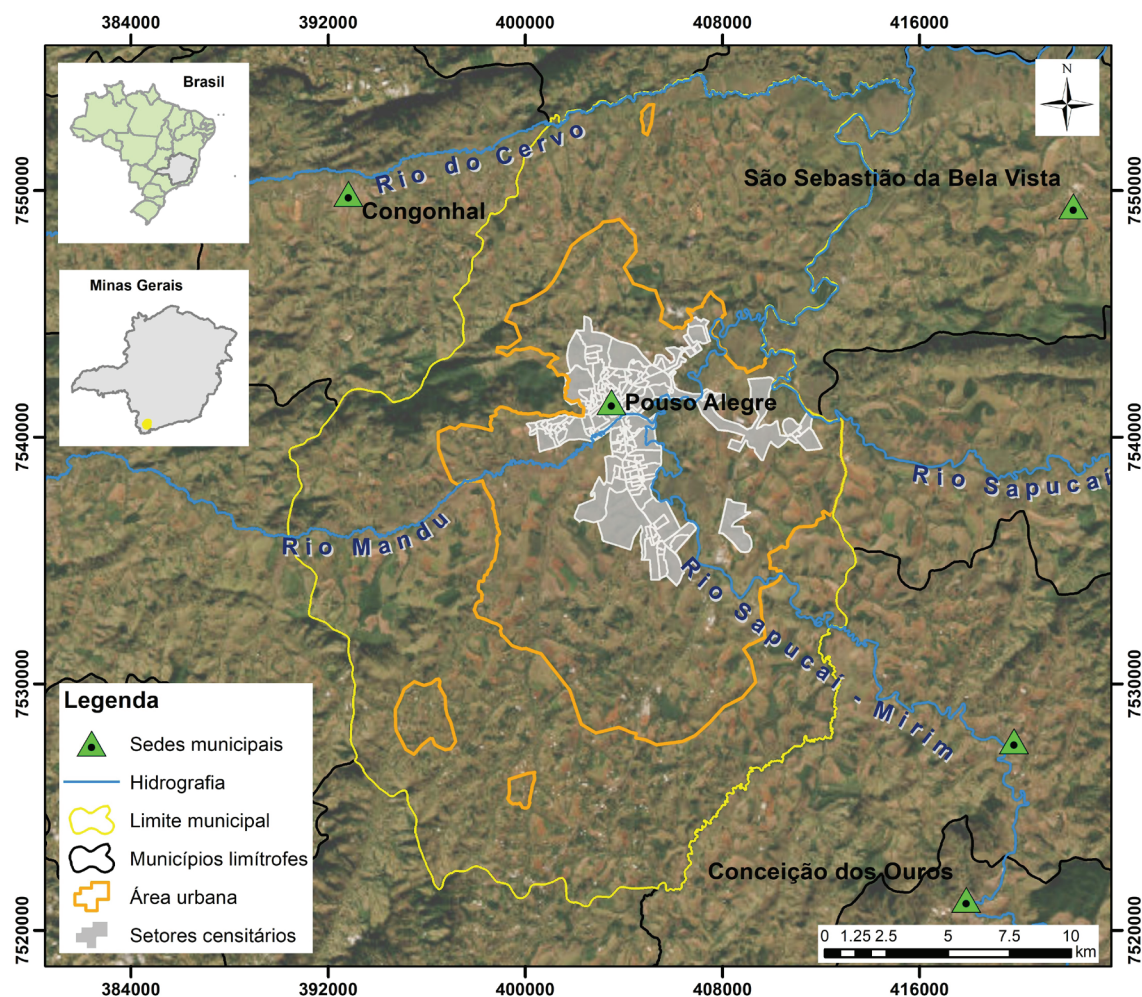 384000
392000
400000
408000
416000
Brasil
N
Rio do Cervo
São Sebastião da Bela Vista
7550000
7550000
Congonhal
Minas Gerais
Pouso Alegre
7540000
7540000
Rio Sapucaí
Rio Mandu
Rio Sapucaí - Mirim
7530000
7530000
Legenda
Sedes municipais
Hidrografia
Limite municipal
Municípios limítrofes
Área urbana
Setores censitários
Conceição dos Ouros
7520000
7520000
0 1.25 2.5 5 7.5 10
km
384000
392000
400000
408000
416000